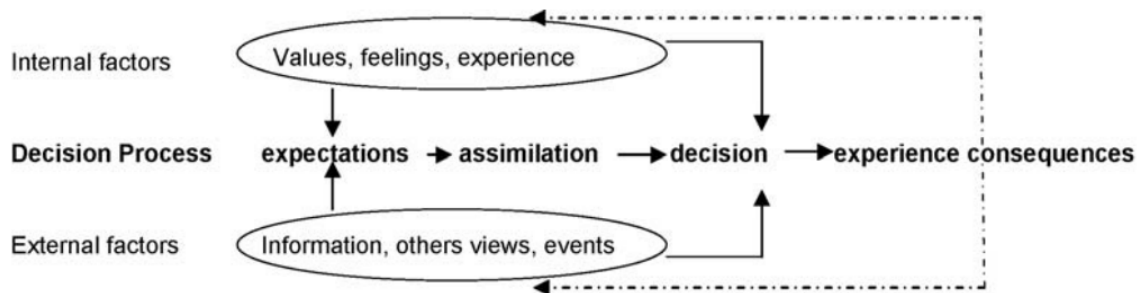 Internal factors Values, feelings, experience
Decision Process expectations assimilation decision experience consequences
External factors Information, others views, events